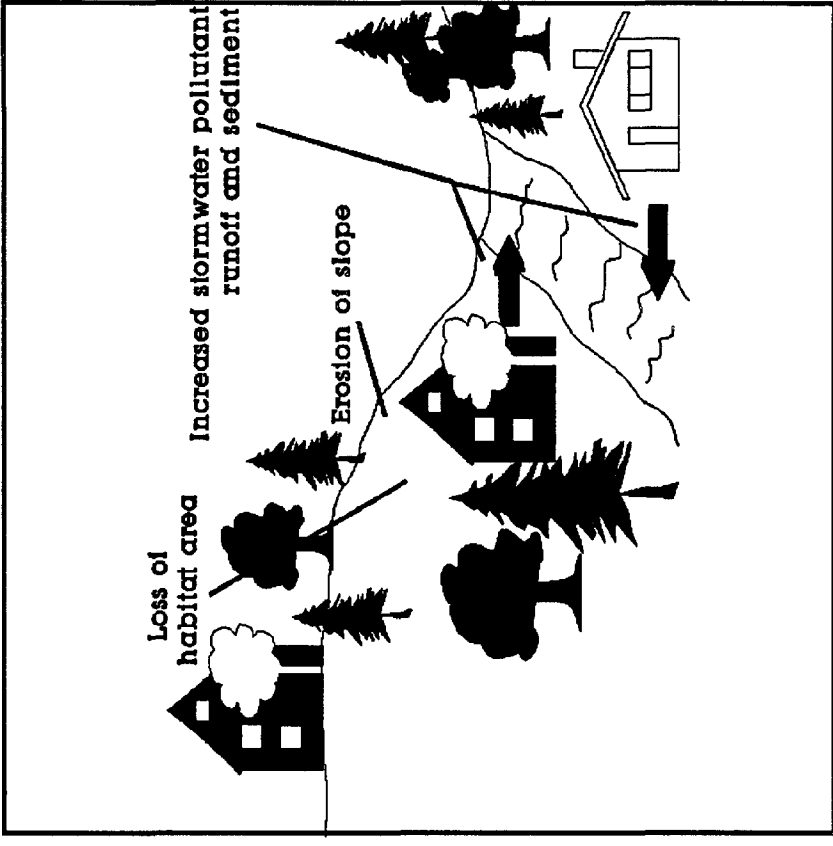 Increased stormwater pollutant
runoff and sediment
Erosion of slope
Loss of
habitat area